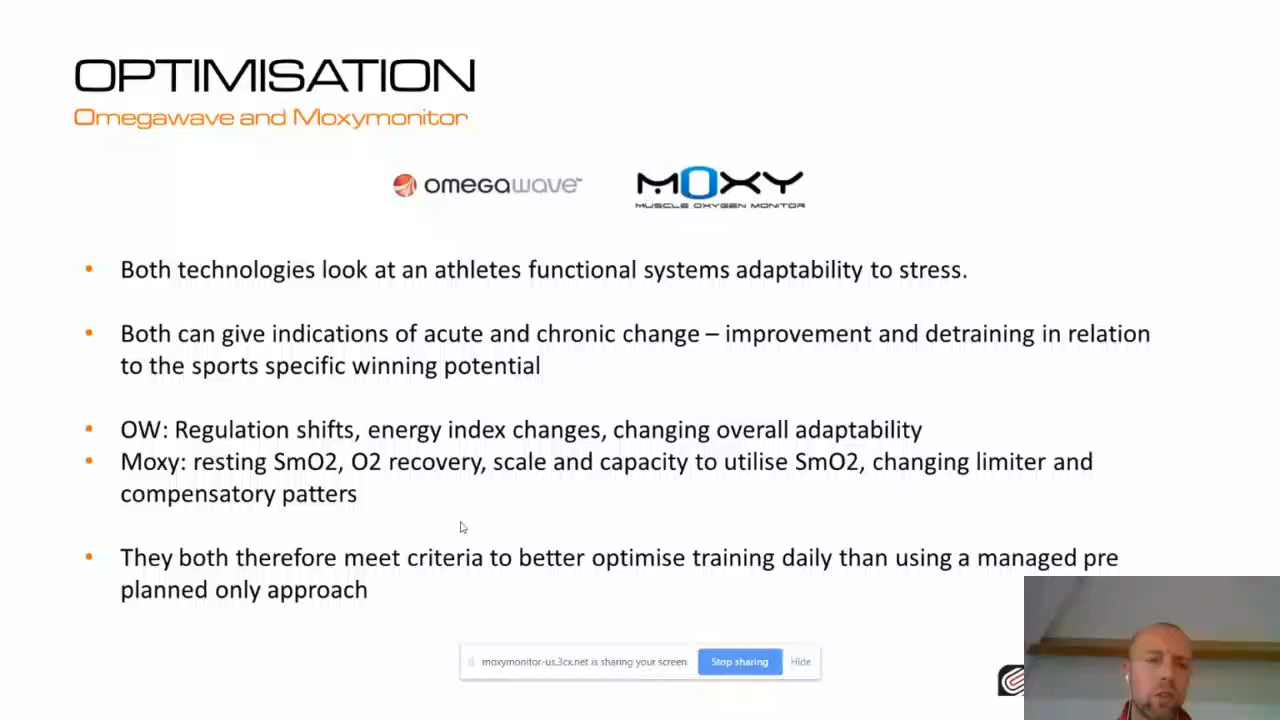 OPTIMISATION
Omegawave and Moxymonitor
omegawave™
MOXY
MUSCLE OXYGEN MONITOR
• Both technologies look at an athletes functional systems adaptability to stress.
• Both can give indications of acute and chronic change – improvement and detraining in relation
to the sports specific winning potential
• OW: Regulation shifts, energy index changes, changing overall adaptability
• Moxy: resting SmO2, O2 recovery, scale and capacity to utilise SmO2, changing limiter and
compensatory patters
• They both therefore meet criteria to better optimise training daily than using a managed pre
planned only approach
moxymonitor-us.3cx.net is sharing your screen. Stop sharing Hide